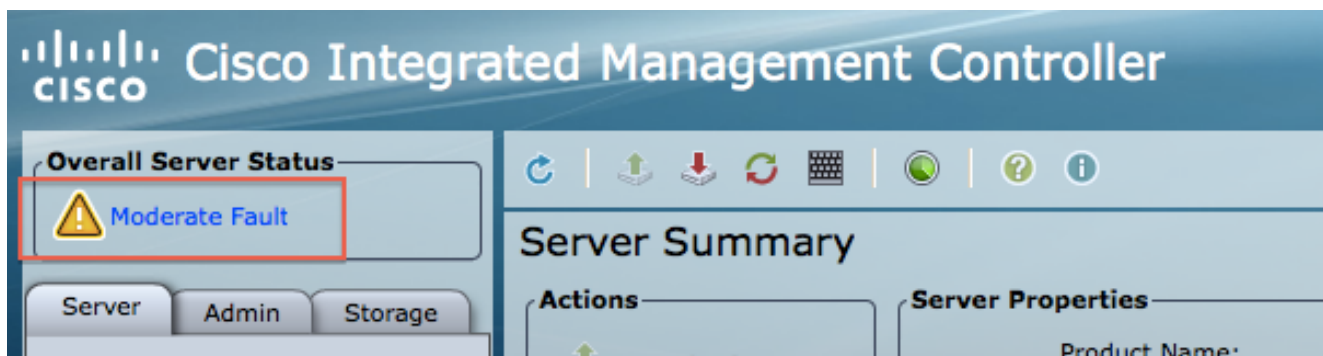 CISCO
Cisco Integrated Management Controller
Overall Server Status
Moderate Fault
Server Admin Storage
Server Summary
Actions
Server Properties
Product Name: